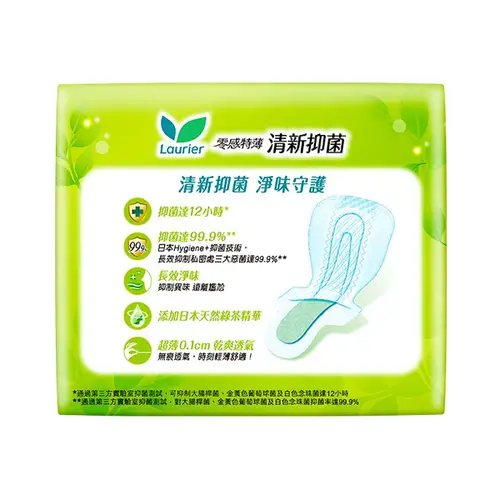 Laurier 零感特薄 清新抑菌
清新抑菌 淨味守護
抑菌達12小時*
99.9%
抑菌達99.9%**
日本Hygiene+抑菌技術，
長效抑制私密處三大惡菌達99.9%**
長效淨味
抑制異味 遠離尷尬
添加日本天然綠茶精華
超薄0.1cm 乾爽透氣
無痕透氣，時刻輕薄舒適！
*通過第三方實驗室抑菌測試，可抑制大腸桿菌、金黃色葡萄球菌及白色念珠菌達12小時
**通過第三方實驗室抑菌測試，對大腸桿菌、金黃色葡萄球菌及白色念珠菌抑菌率達99.9%